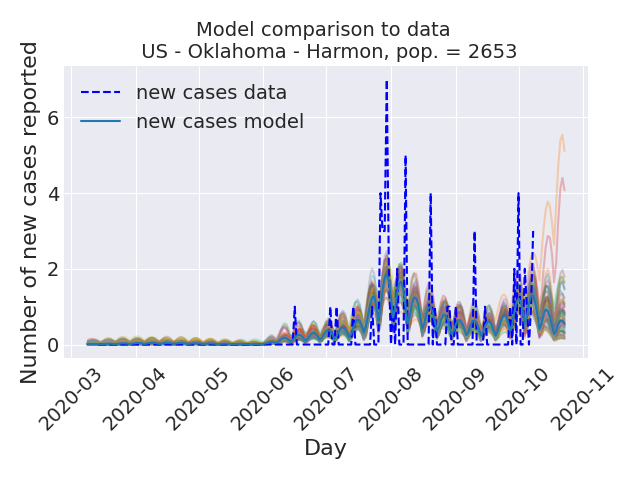 Model comparison to data
US - Oklahoma - Harmon, pop. = 2653
Number of new cases reported
new cases data
new cases model
6
4
2
0
2020-03
2020-04
2020-05
2020-06
2020-07
2020-08
2020-09
2020-10
2020-11
Day